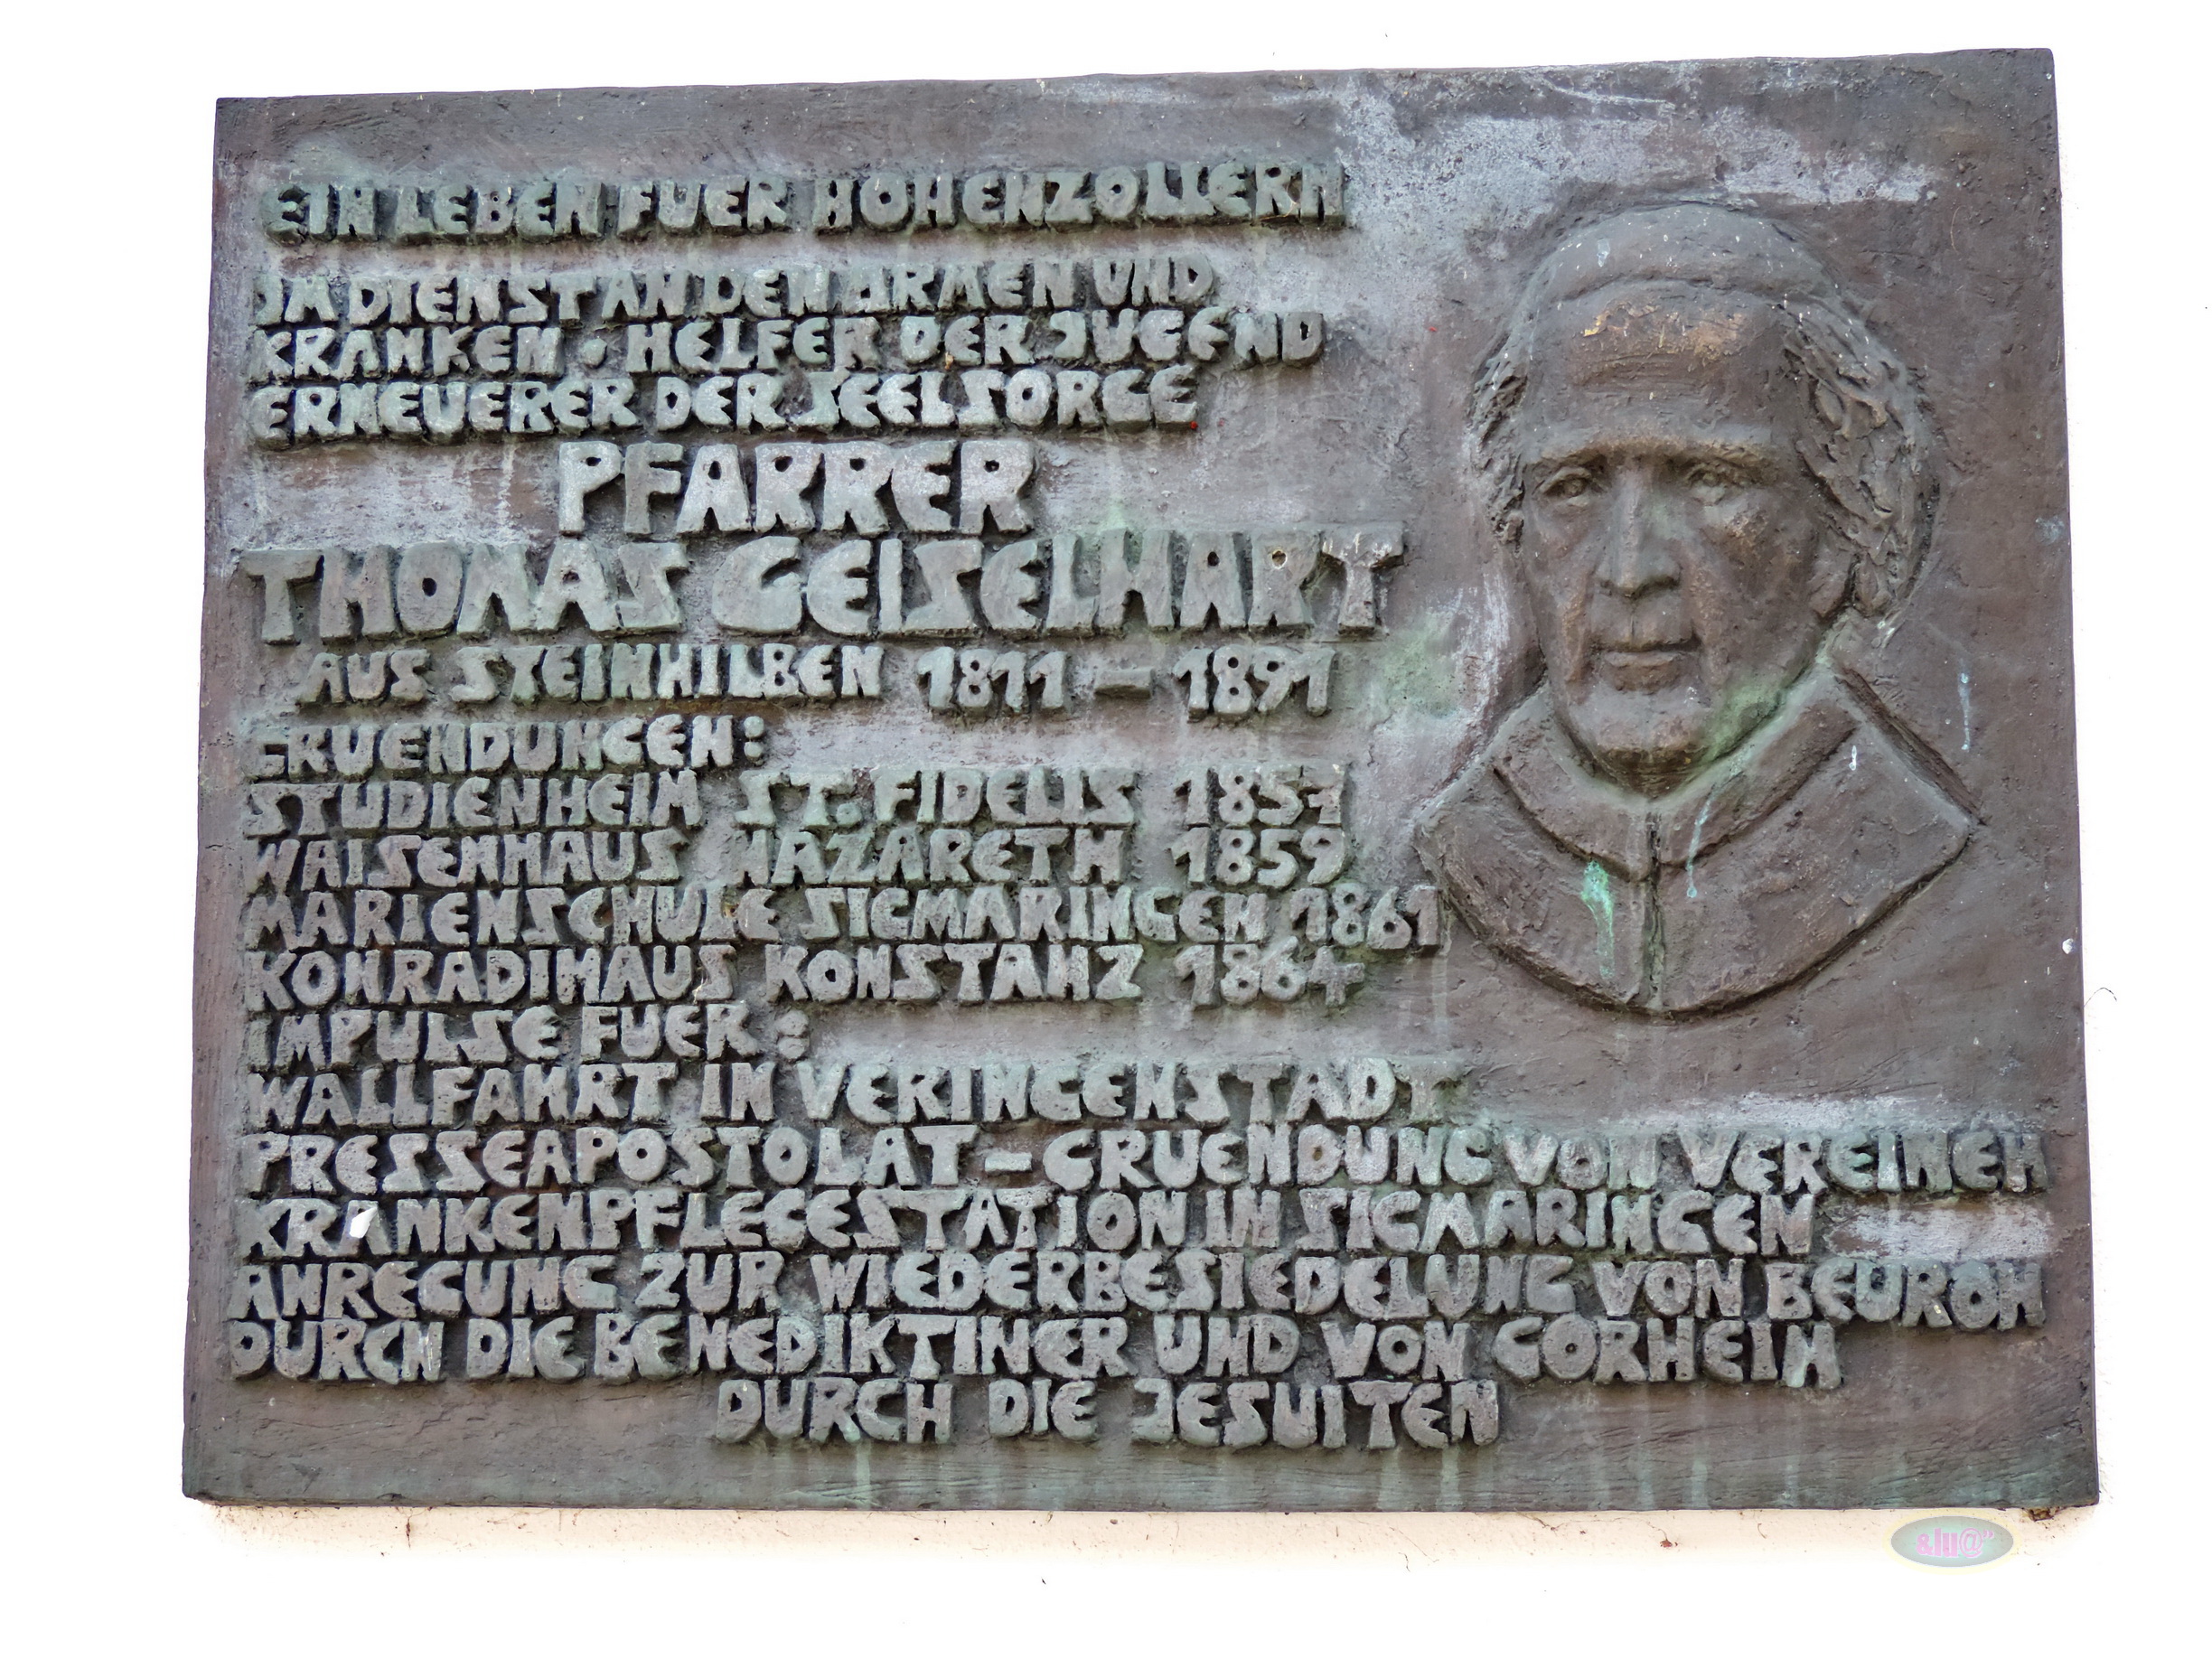 EIN LEBEN FUER HOHENZOLLERN
IM DIENST AN DEN ARMEN UND
KRANKEN · HELFER DER JUGEND
ERNEUERER DER SEELSORGE
PFARRER
THOMAS GEISELHART
AUS STEINHILBEN 1811 – 1891
GRUENDUNGEN:
STUDIENHEIM ST. FIDELIS 1857
WAISENHAUS NAZARETH 1859
MARIENSCHULE SIGMARINGEN 1861
KONRADIHAUS KONSTANZ 1864
IMPULSE FUER:
WALLFAHRT IN VERINGENSTADT
PRESSEAPOSTOLAT – GRUENDUNG VON VEREINEN
KRANKENPFLEGESTATION IN SIGMARINGEN
ANREGUNG ZUR WIEDERBESIEDELUNG VON BEURON
DURCH DIE BENEDIKTINER UND VON GORHEIM
DURCH DIE JESUITEN